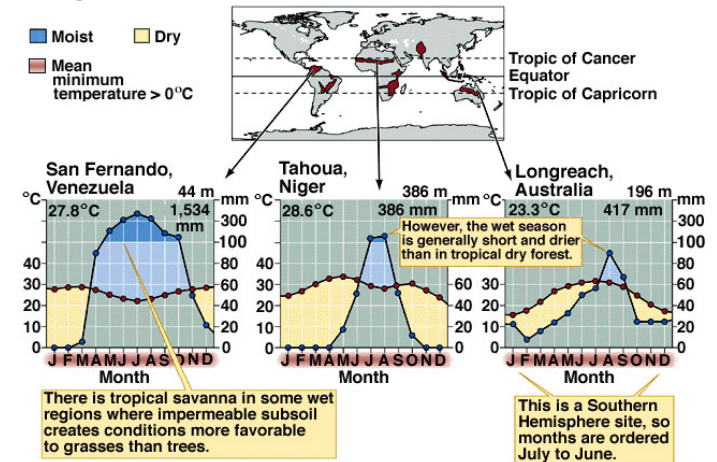 Moist Dry
Mean
minimum
temperature > 0°C
Tropic of Cancer
Equator
Tropic of Capricorn
San Fernando,
Venezuela
44 m
°C
mm
27.8°C
1,534
mm
300
100
80
60
40
20
0
40
30
20
10
0
J F M A M J J A S O N D
Month
Tahoua,
Niger
386 m
°C
mm
28.6°C
386 mm
60
40
20
0
40
30
20
10
0
J F M A M J J A S O N D
Month
However, the wet season
is generally short and drier
than in tropical dry forest.
Longreach,
Australia
196 m
°C
mm
23.3°C
417 mm
300
100
80
60
40
20
0
30
20
10
0
J F M A M J J A S O N D
Month
There is tropical savanna in some wet
regions where impermeable subsoil
creates conditions more favorable
to grasses than trees.
This is a Southern
Hemisphere site, so
months are ordered
July to June.